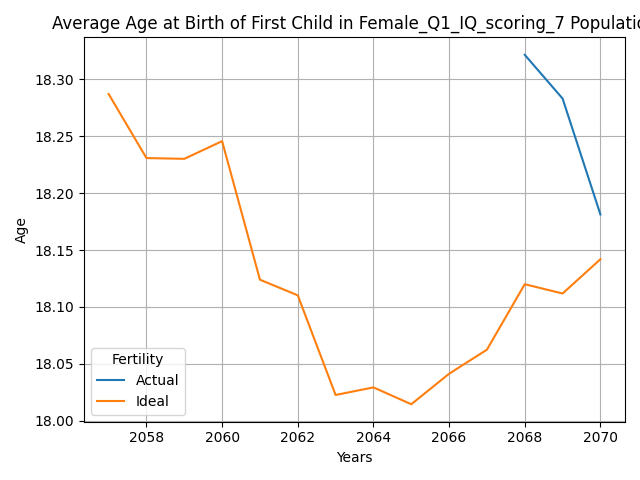 Average Age at Birth of First Child in Female_Q1_IQ_scoring_7 Populatio
18.30
18.25
18.20
18.15
18.10
18.05
18.00
Age
Fertility
Actual
Ideal
2058 2060 2062 2064 2066 2068 2070
Years